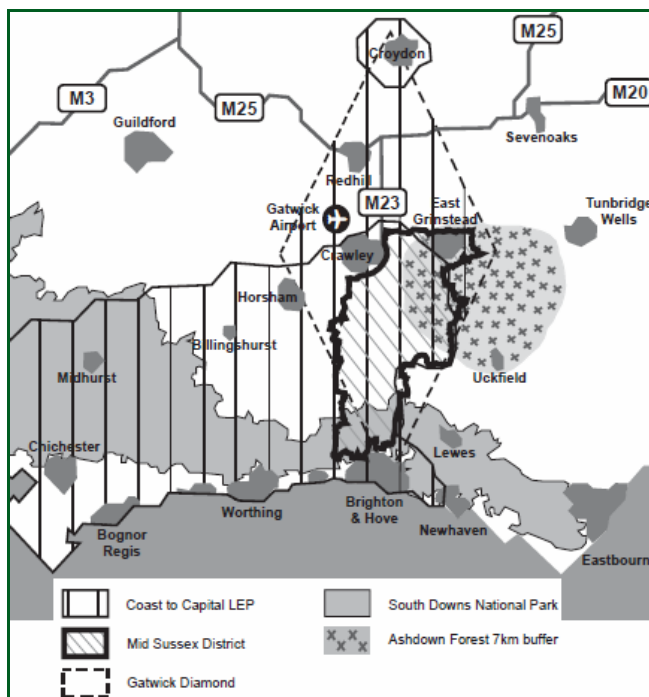 Croydon
M25
M3
M25
M20
Guildford
Sevenoaks
Redhill
M23
East
Grinstead
Tunbridge
Wells
Gatwick
Airport
Crawley
Horsham
Billingshurst
Midhurst
Uckfield
Chichester
Lewes
Worthing
Brighton
& Hove
Newhaven
Bognor
Regis
Eastbourn
Coast to Capital LEP
South Downs National Park
Mid Sussex District
Ashdown Forest 7km buffer
Gatwick Diamond